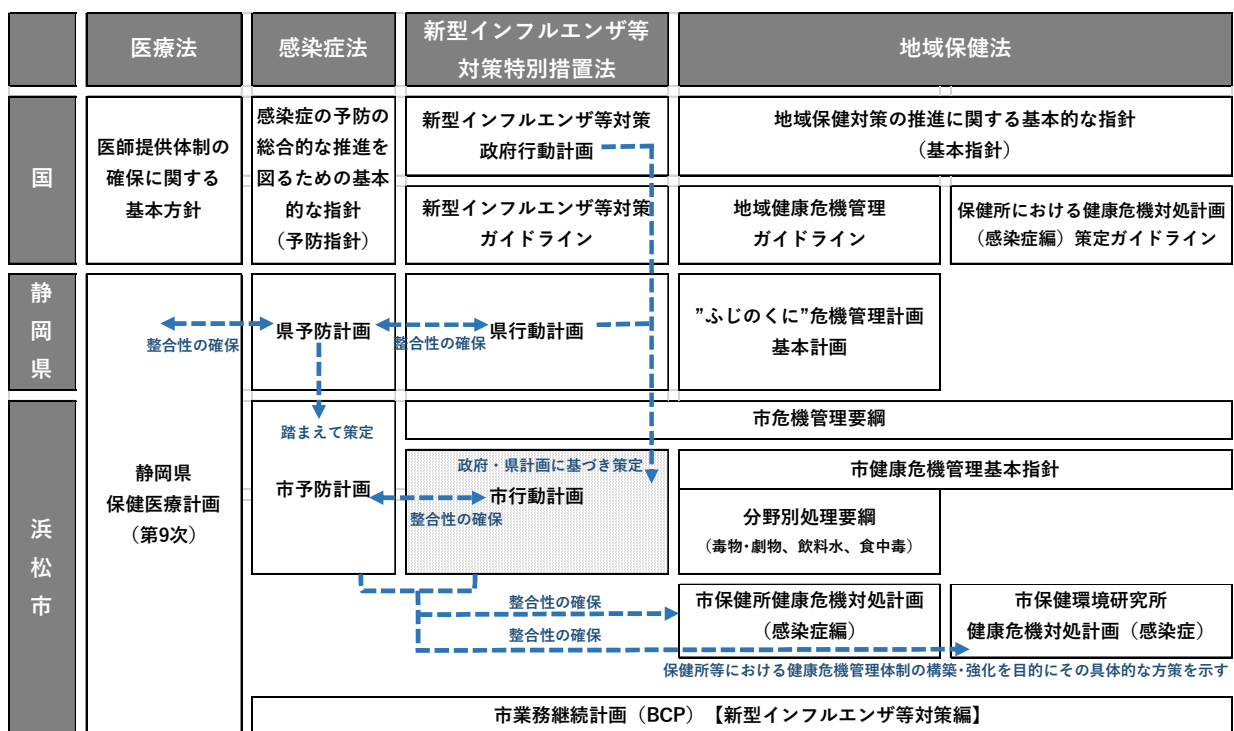 医療法
感染症法
新型インフルエンザ等
対策特別措置法
地域保健法
国
医師提供体制の
確保に関する
基本方針
感染症の予防の
総合的な推進を
図るための基本
的な指針
（予防指針）
新型インフルエンザ等対策
政府行動計画
新型インフルエンザ等対策
ガイドライン
地域保健対策の推進に関する基本的な指針
（基本指針）
地域健康危機管理
ガイドライン
保健所における健康危機対処計画
（感染症編）策定ガイドライン
静
岡
県
整合性の確保
県予防計画
整合性の確保
県行動計画
”ふじのくに”危機管理計画
基本計画
浜
松
市
静岡県
保健医療計画
（第9次）
踏まえて策定
市予防計画
市危機管理要綱
政府・県計画に基づき策定
市行動計画
整合性の確保
市健康危機管理基本指針
分野別処理要綱
（毒物･劇物、飲料水、食中毒）
整合性の確保
整合性の確保
市保健所健康危機対処計画
（感染症編）
市保健環境研究所
健康危機対処計画（感染症）
保健所等における健康危機管理体制の構築･強化を目的にその具体的な方策を示す
市業務継続計画（BCP）【新型インフルエンザ等対策編】